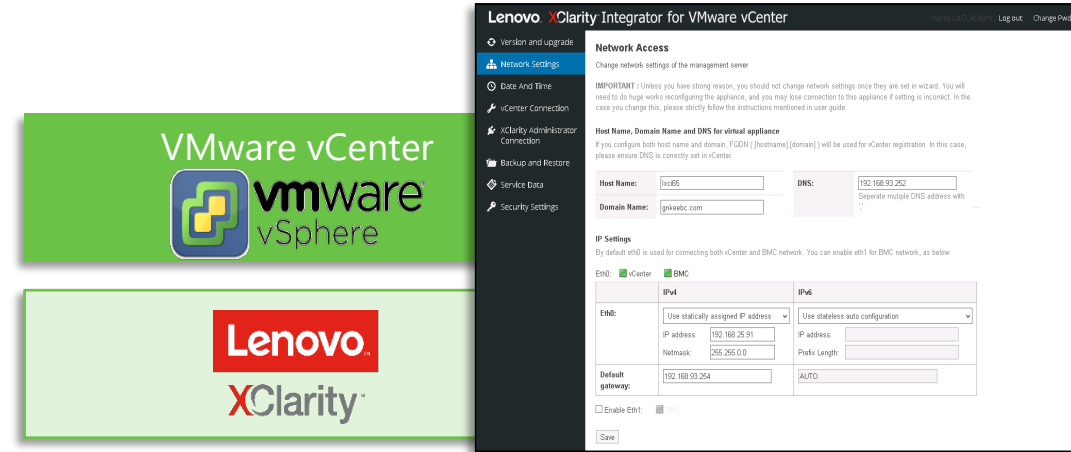 VMware vCenter
vmware
vSphere
Lenovo
XClarity
Lenovo. XClarity Integrator for VMware vCenter
Log out Change Pwd
Version and upgrade
Network Settings
Date And Time
vCenter Connection
XClarity Administrator
Connection
Backup and Restore
Service Data
Security Settings
Network Access
Change network settings of the management server
IMPORTANT : Unless you have strong reason, you should not change network settings once they are set in wizard. You will
need to do huge works reconfiguring the appliance, and you may lose connection to this appliance if setting is incorrect. In the
case you change this, please strictly follow the instructions mentioned in user guide.
Host Name, Domain Name and DNS for virtual appliance
If you configure both host name and domain, FQDN ( [hostname].[domain] ) will be used for vCenter registration. In this case,
please ensure DNS is correctly set in vCenter.
Host Name: lxci65 DNS: 192.168.93.252
Seperate mutiple DNS address with
Domain Name: gnkeebc.com
IP Settings
By default eth0 is used for connecting both vCenter and BMC network. You can enable eth1 for BMC network, as below:
Eth0: vCenter BMC
IPv4 IPv6
Eth0: Use statically assigned IP address Use stateless auto configuration
IP address: 192.168.25.91 IP address:
Netmask: 255.255.0.0 Prefix Length:
Default
gateway: 192.168.93.254 AUTO
Enable Eth1: BMC
Save